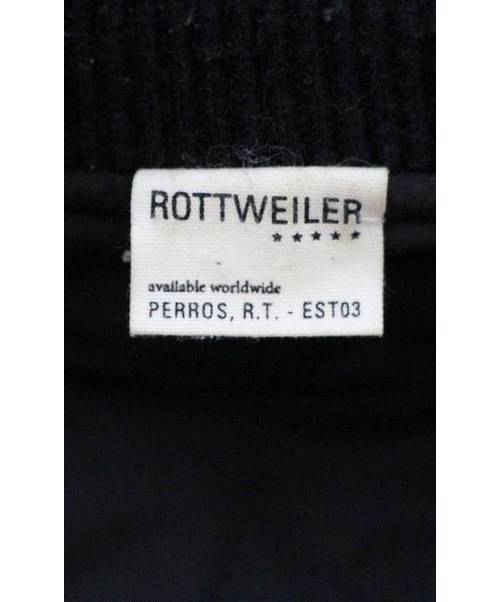 ROTTWEILER
★★★★★
available worldwide
PERROS, R.T. - EST03